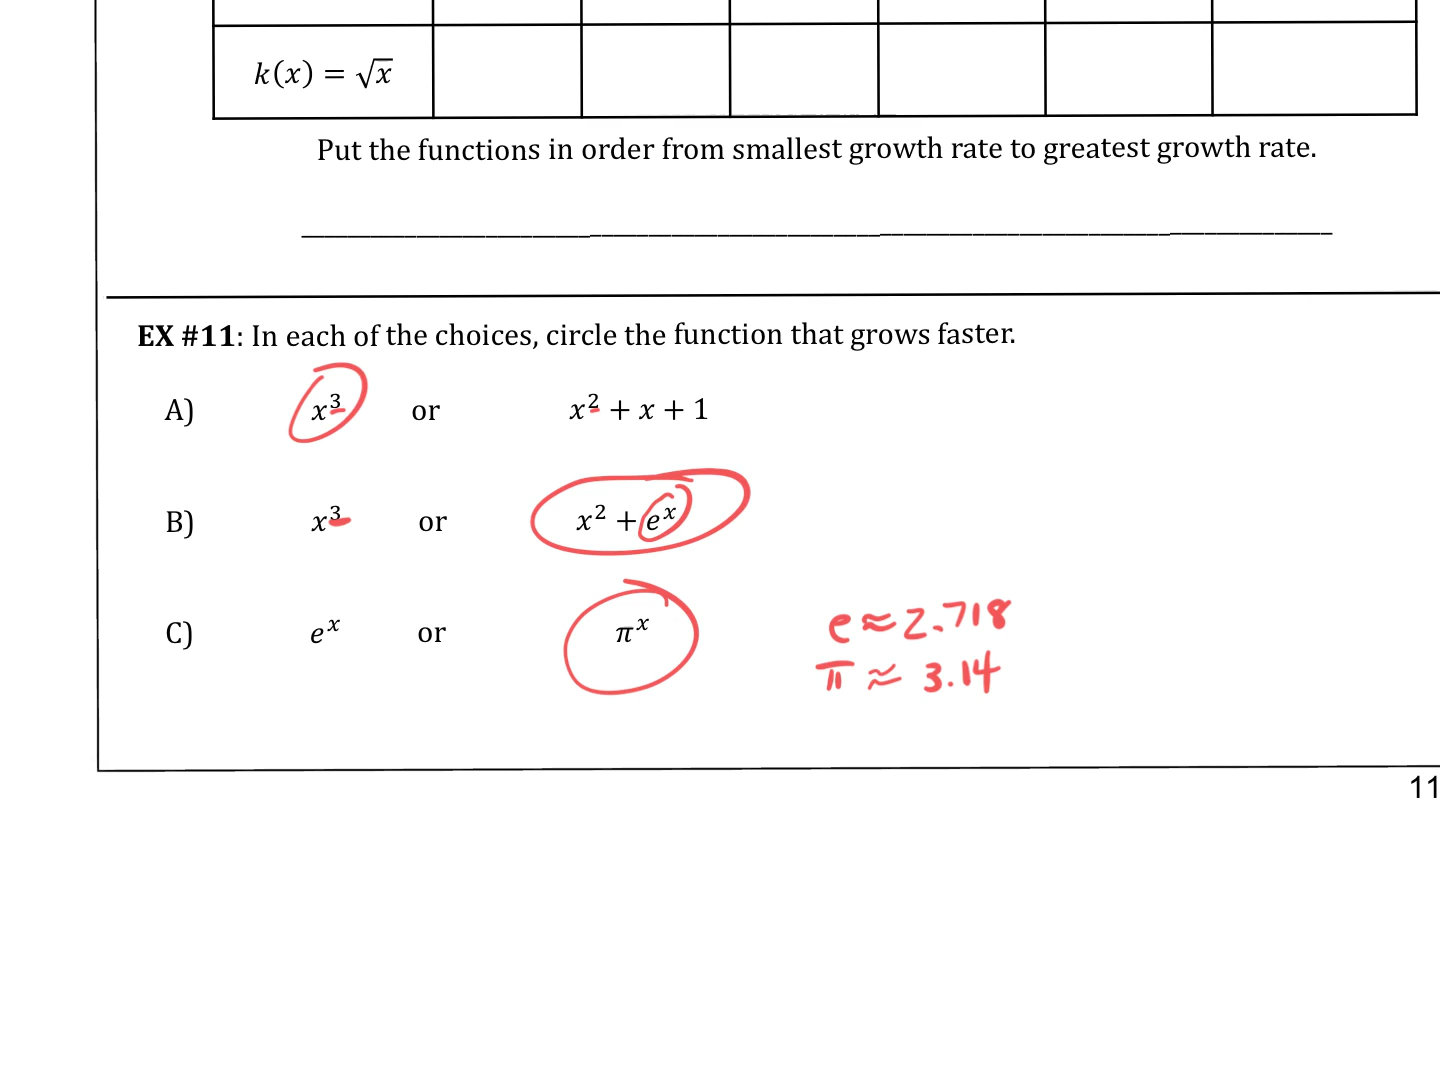 k(x) = √x
Put the functions in order from smallest growth rate to greatest growth rate.
EX #11: In each of the choices, circle the function that grows faster.
A) x³ or x² + x + 1
B) x³ or x² + eˣ
C) eˣ or πˣ
e ≈ 2.718
π ≈ 3.14
11